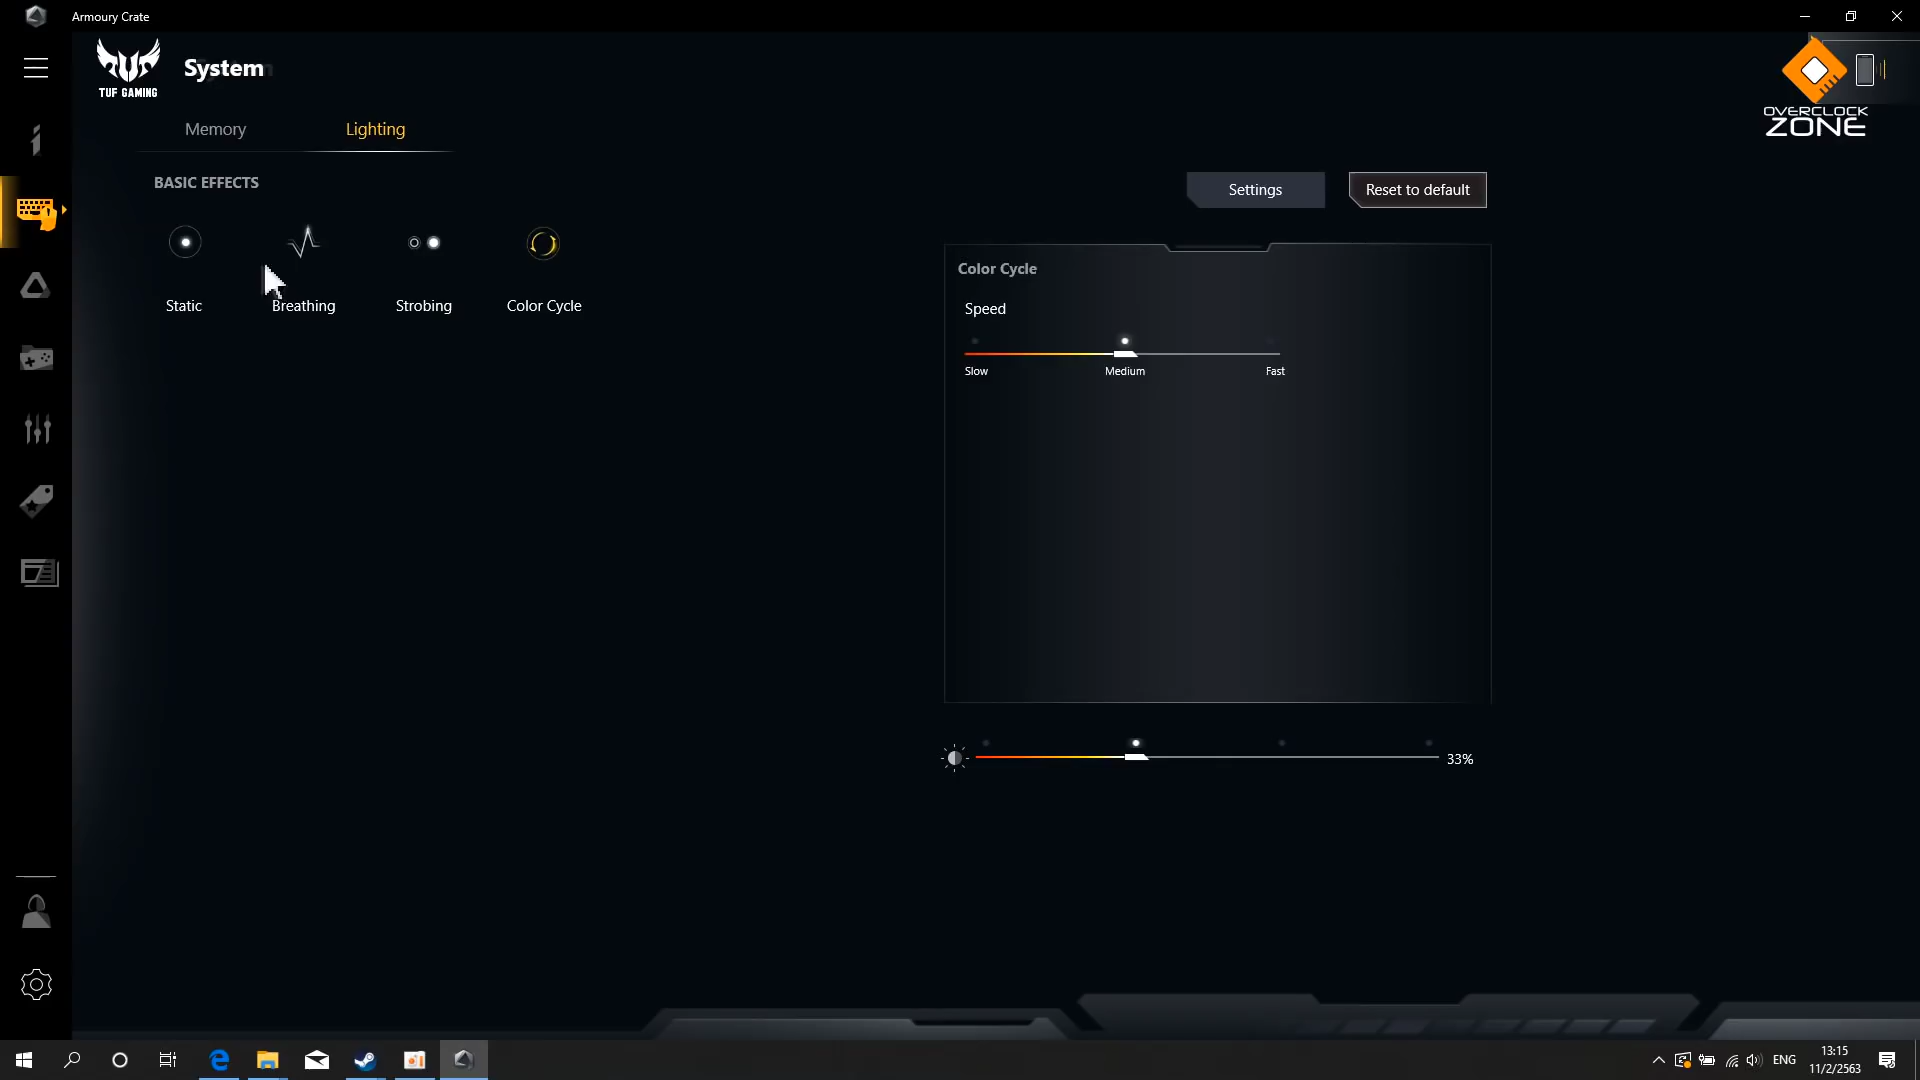 Armoury Crate
TUF GAMING
System
OVERCLOCK
ZONE
Memory
Lighting
BASIC EFFECTS
Settings
Reset to default
Static
Breathing
Strobing
Color Cycle
Color Cycle
Speed
Slow
Medium
Fast
33%
ENG
13:15
11/2/2563